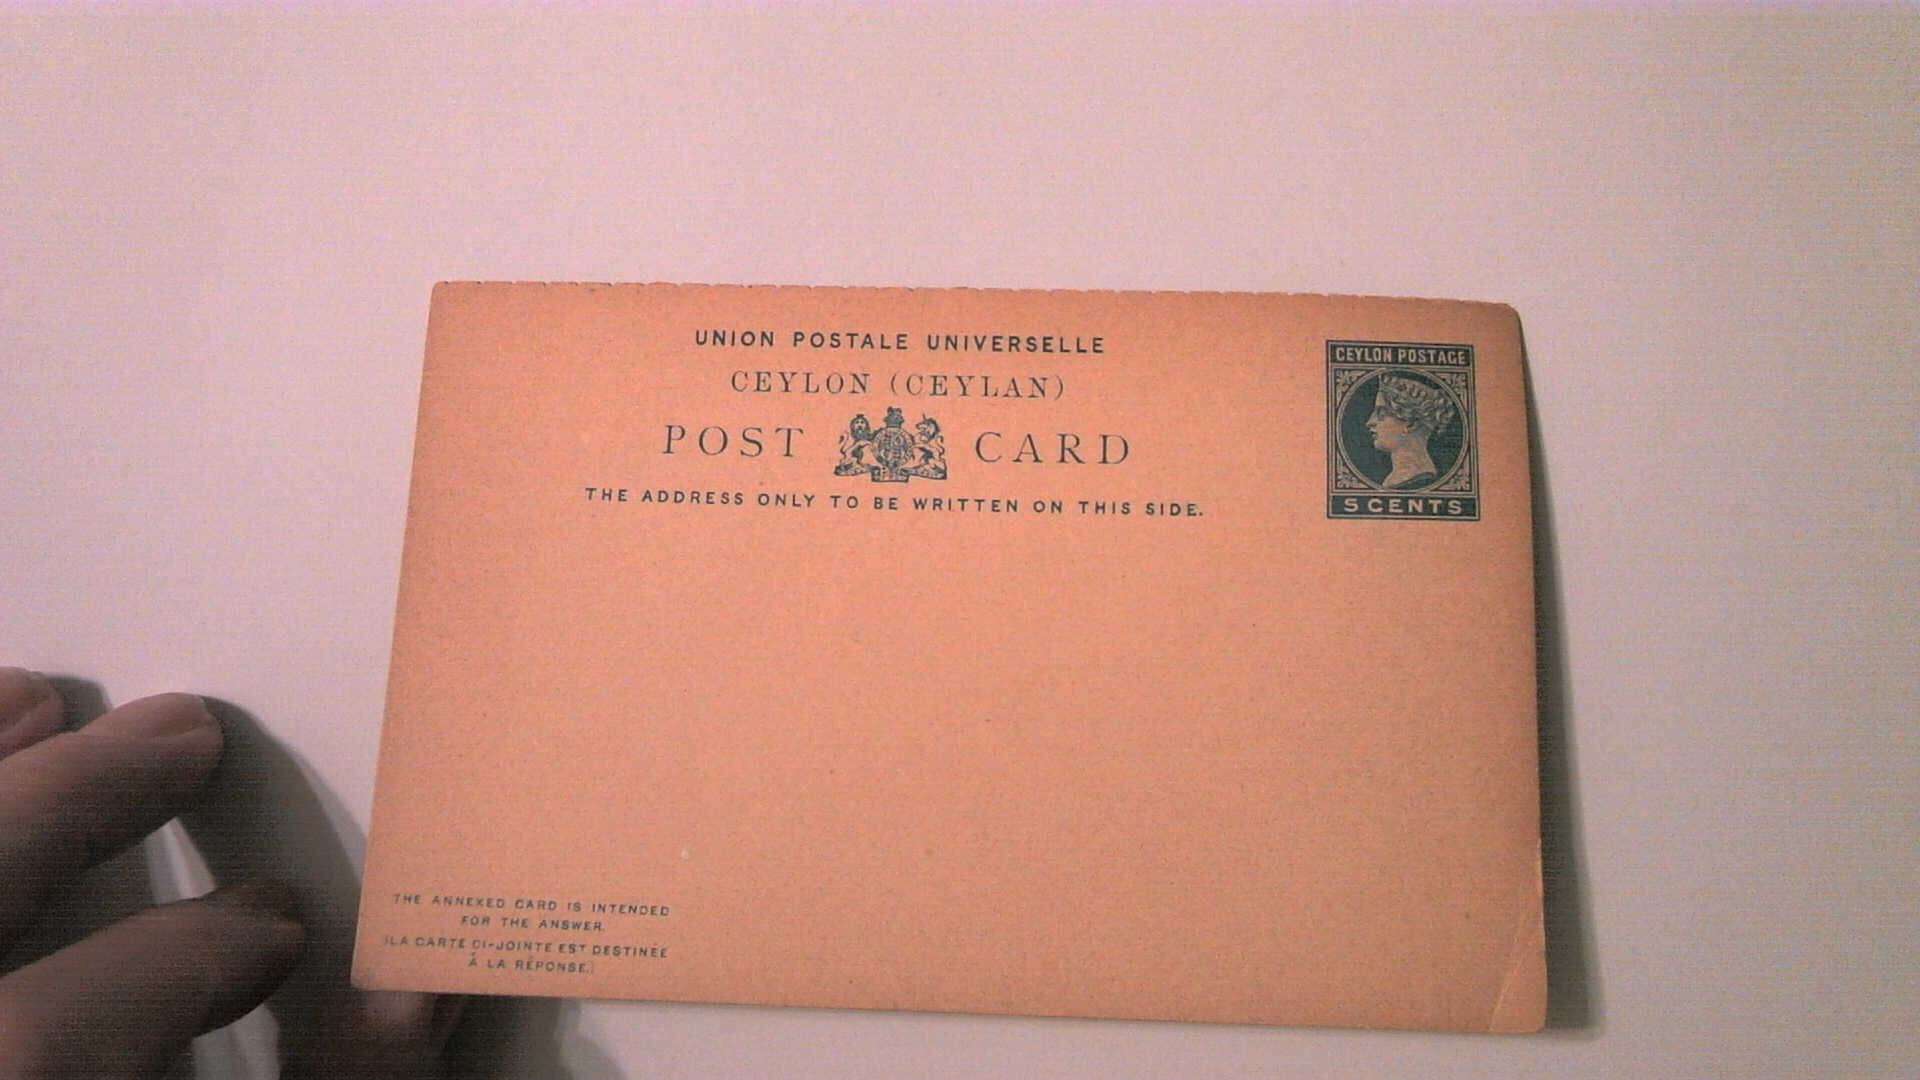 UNION POSTALE UNIVERSELLE
CEYLON (CEYLAN)
POST CARD
THE ADDRESS ONLY TO BE WRITTEN ON THIS SIDE.
CEYLON POSTAGE
5 CENTS
THE ANNEXED CARD IS INTENDED
FOR THE ANSWER.
(LA CARTE CI-JOINTE EST DESTINÉE
À LA RÉPONSE.)